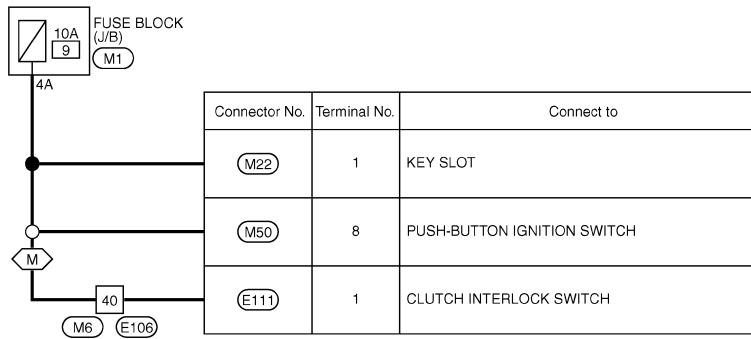 10A
9
FUSE BLOCK
(J/B)
M1
4A
Connector No. Terminal No. Connect to
M22 1 KEY SLOT
M50 8 PUSH-BUTTON IGNITION SWITCH
M
40 E111 1 CLUTCH INTERLOCK SWITCH
M6 E106